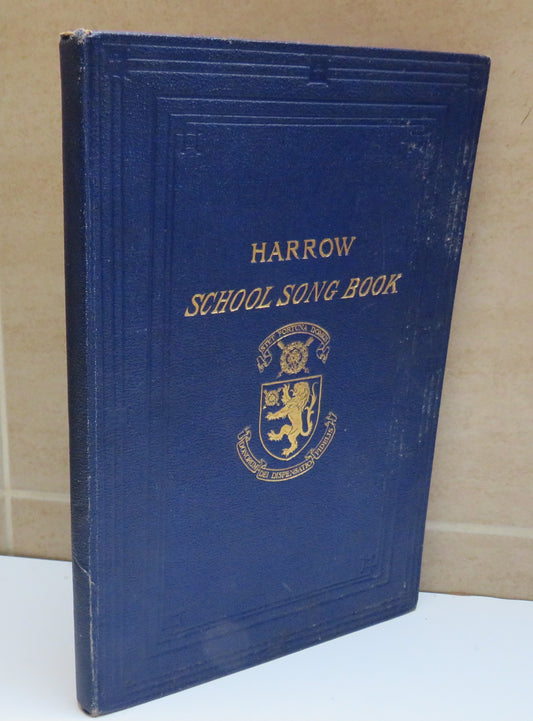 HARROW
SCHOOL SONG BOOK
STET FORTUNA DOMUS
DONORUM DEI DISPENSATIO FIDELIS